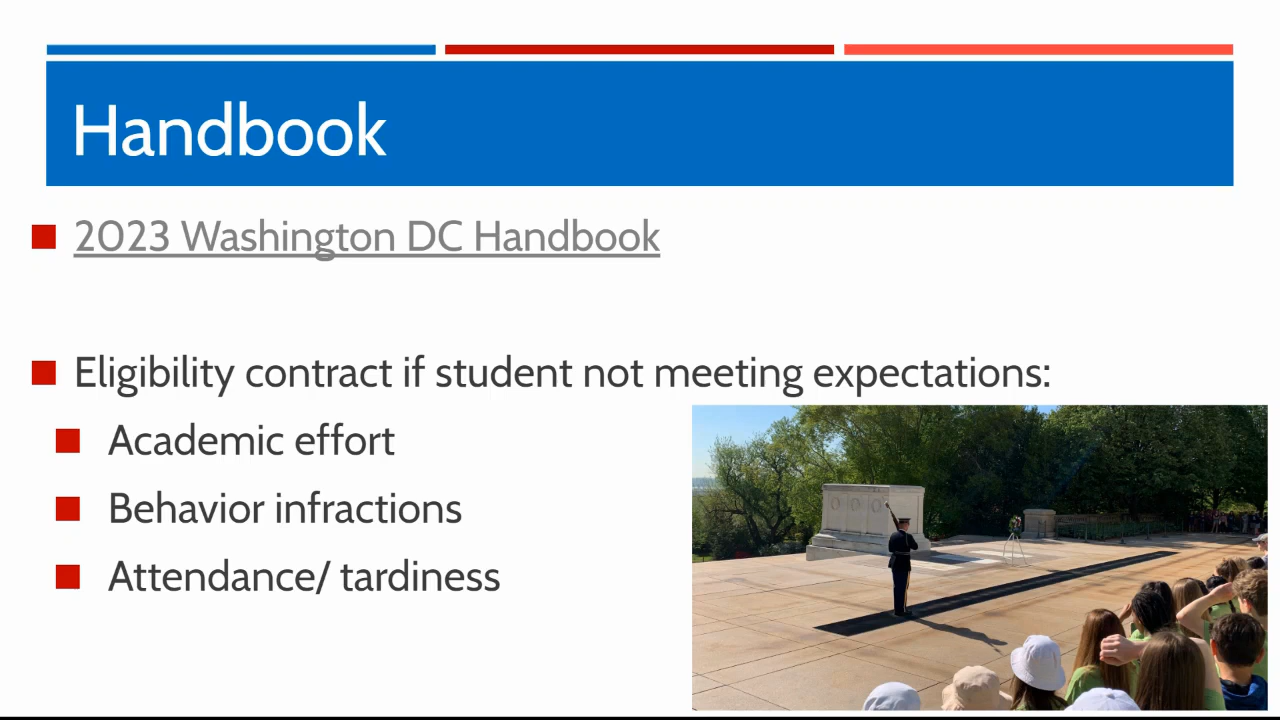 Handbook
2023 Washington DC Handbook
Eligibility contract if student not meeting expectations:
Academic effort
Behavior infractions
Attendance/ tardiness